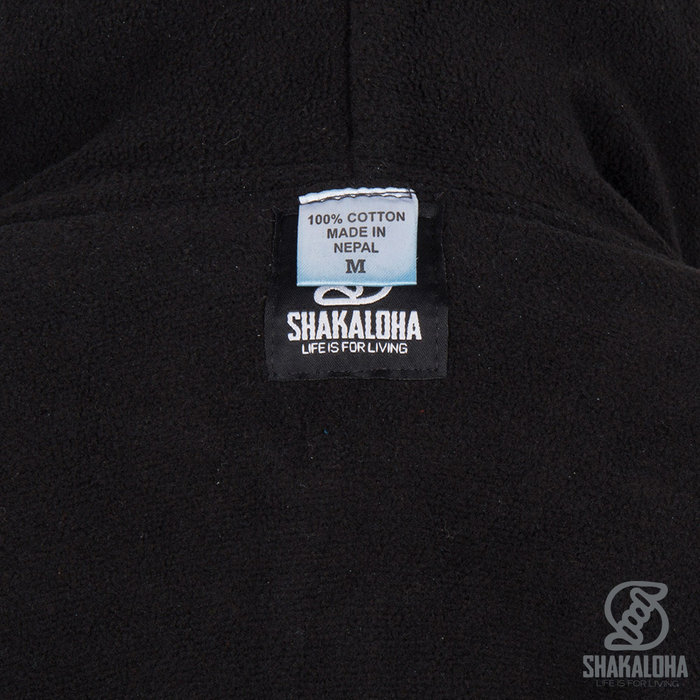 100% COTTON
MADE IN
NEPAL
M
SHAKALOHA
LIFE IS FOR LIVING
SHAKALOHA
LIFE IS FOR LIVING